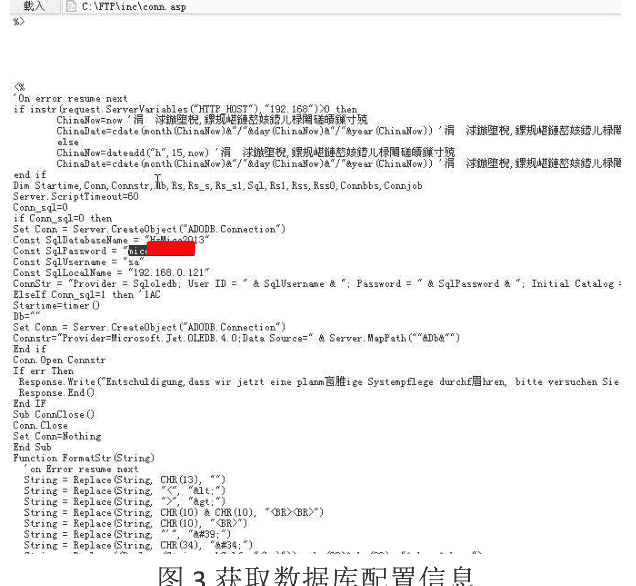 载入 C:\FTP\inc\conn.asp
%>
<%
'On error resume next
if instr(request.ServerVariables("HTTP_HOST"),"192.168")>0 then
ChinaNow=now '涓
ChinaDate=cdate(month(ChinaNow)&"/"&day(ChinaNow)&"/"&year(ChinaNow)) '涓
else
ChinaNow=dateadd("h",15,now) '涓
ChinaDate=cdate(month(ChinaNow)&"/"&day(ChinaNow)&"/"&year(ChinaNow)) '涓
end if
Dim Startime,Conn,Connstr,Db,Rs,Rs_s,Rs_s1,Sql,Rs1,Rss,Rss0,Connbbs,Connjob
Server.ScriptTimeout=60
Conn_sql=0
if Conn_sql=0 then
Set Conn = Server.CreateObject("ADODB.Connection")
Const SqlDatabaseName =
Const SqlPassword =
Const SqlUsername = "sa"
Const SqlLocalName = "192.168.0.121"
ConnStr = "Provider = Sqloledb; User ID = " & SqlUsername & "; Password = " & SqlPassword & "; Initial Catalog =
ElseIf Conn_sql=1 then '1AC
Startime=timer()
Db=""
Set Conn = Server.CreateObject("ADODB.Connection")
Connstr="Provider=Microsoft.Jet.OLEDB.4.0;Data Source=" & Server.MapPath(""&Db&"")
End if
Conn.Open Connstr
If err Then
Response.Write("Entschuldigung,dass wir jetzt eine Systempflege bitte versuchen Sie
Response.End()
End IF
Sub ConnClose()
Conn.Close
Set Conn=Nothing
End Sub
Function FormatStr(String)
'on Error resume next
String = Replace(String, CHR(13), "")
String = Replace(String, "<", "&lt;")
String = Replace(String, ">", "&gt;")
String = Replace(String, CHR(10) & CHR(10), "<BR><BR>")
String = Replace(String, CHR(10), "<BR>")
String = Replace(String, "'", "&#39;")
String = Replace(String, CHR(34), "&#34;")
图 3 获取数据库配置信息